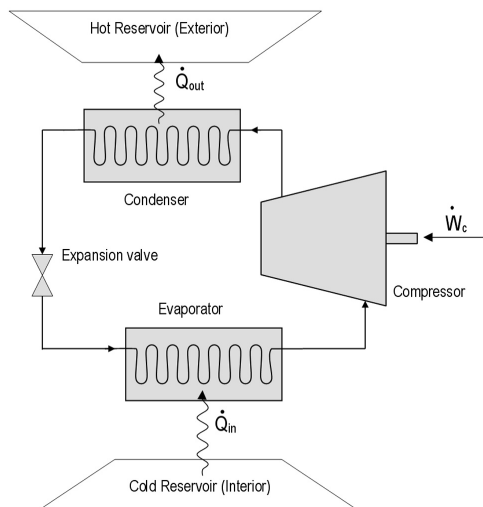 Hot Reservoir (Exterior)
Q̇out
Condenser
Ẇc
Expansion valve
Compressor
Evaporator
Q̇in
Cold Reservoir (Interior)